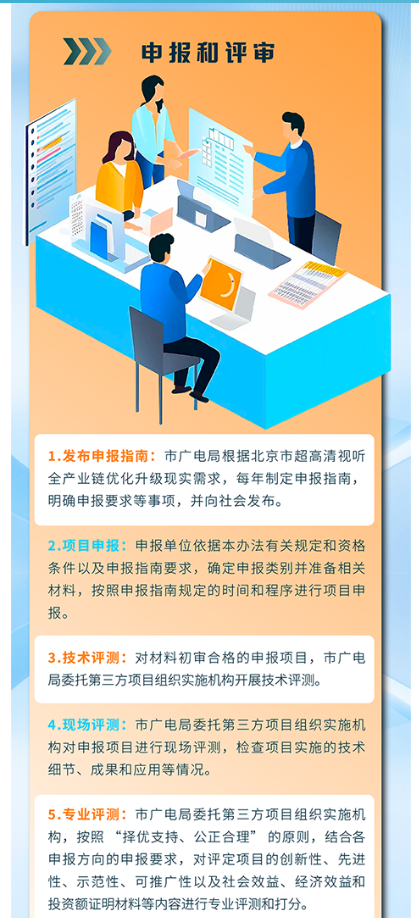 申报和评审
1.发布申报指南：市广电局根据北京市超高清视听
全产业链优化升级现实需求，每年制定申报指南，
明确申报要求等事项，并向社会发布。
2.项目申报：申报单位依据本办法有关规定和资格
条件以及申报指南要求，确定申报类别并准备相关
材料，按照申报指南规定的时间和程序进行项目申
报。
3.技术评测：对材料初审合格的申报项目，市广电
局委托第三方项目组织实施机构开展技术评测。
4.现场评测：市广电局委托第三方项目组织实施机
构对申报项目进行现场评测，检查项目实施的技术
细节、成果和应用等情况。
5.专业评测：市广电局委托第三方项目组织实施机
构，按照 “择优支持、公正合理” 的原则，结合各
申报方向的申报要求，对评定项目的创新性、先进
性、示范性、可推广性以及社会效益、经济效益和
投资额证明材料等内容进行专业评测和打分。